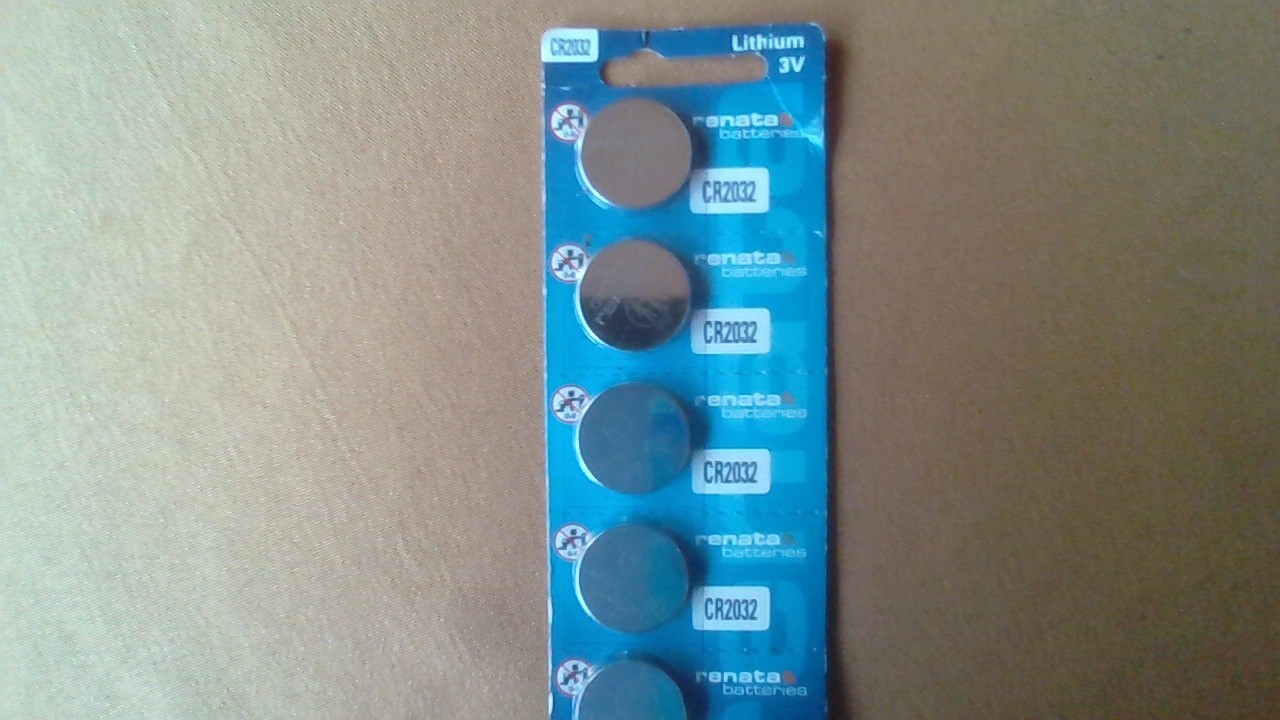 CR2032
Lithium
3V
renata
batteries
CR2032
renata
batteries
CR2032
renata
batteries
CR2032
renata
batteries
CR2032
renata
batteries